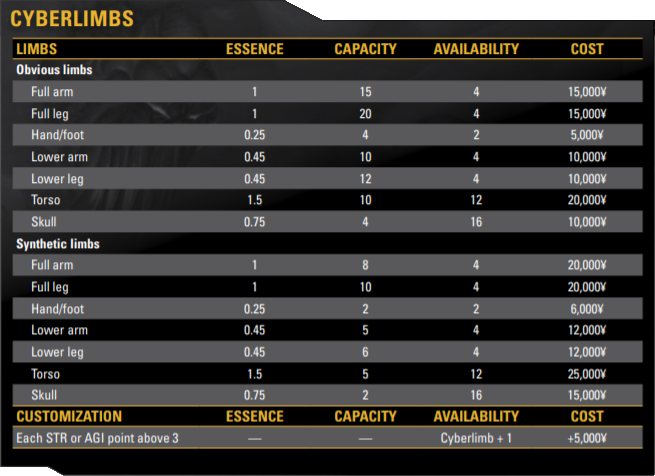 CYBERLIMBS
LIMBS ESSENCE CAPACITY AVAILABILITY COST
Obvious limbs
Full arm 1 15 4 15,000¥
Full leg 1 20 4 15,000¥
Hand/foot 0.25 4 2 5,000¥
Lower arm 0.45 10 4 10,000¥
Lower leg 0.45 12 4 10,000¥
Torso 1.5 10 12 20,000¥
Skull 0.75 4 16 10,000¥
Synthetic limbs
Full arm 1 8 4 20,000¥
Full leg 1 10 4 20,000¥
Hand/foot 0.25 2 2 6,000¥
Lower arm 0.45 5 4 12,000¥
Lower leg 0.45 6 4 12,000¥
Torso 1.5 5 12 25,000¥
Skull 0.75 2 16 15,000¥
CUSTOMIZATION ESSENCE CAPACITY AVAILABILITY COST
Each STR or AGI point above 3 — — Cyberlimb + 1 +5,000¥